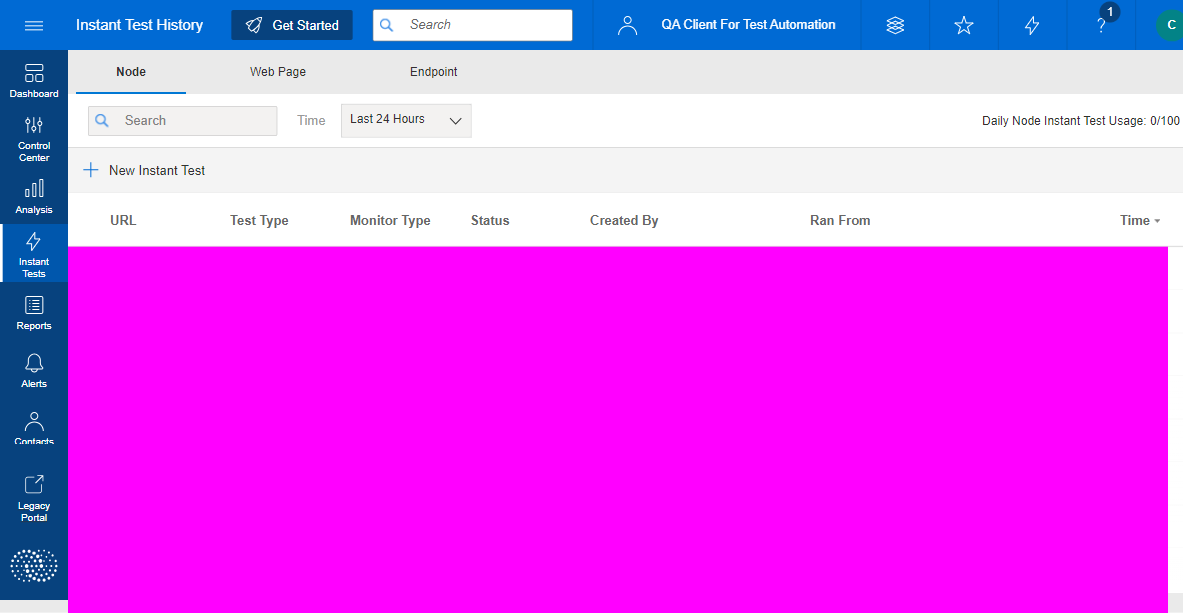 Instant Test History
Get Started
Search
QA Client For Test Automation
1
C
Dashboard
Control
Center
Analysis
Instant
Tests
Reports
Alerts
Contacts
Legacy
Portal
Node
Web Page
Endpoint
Search
Time
Last 24 Hours
Daily Node Instant Test Usage: 0/100
New Instant Test
URL
Test Type
Monitor Type
Status
Created By
Ran From
Time